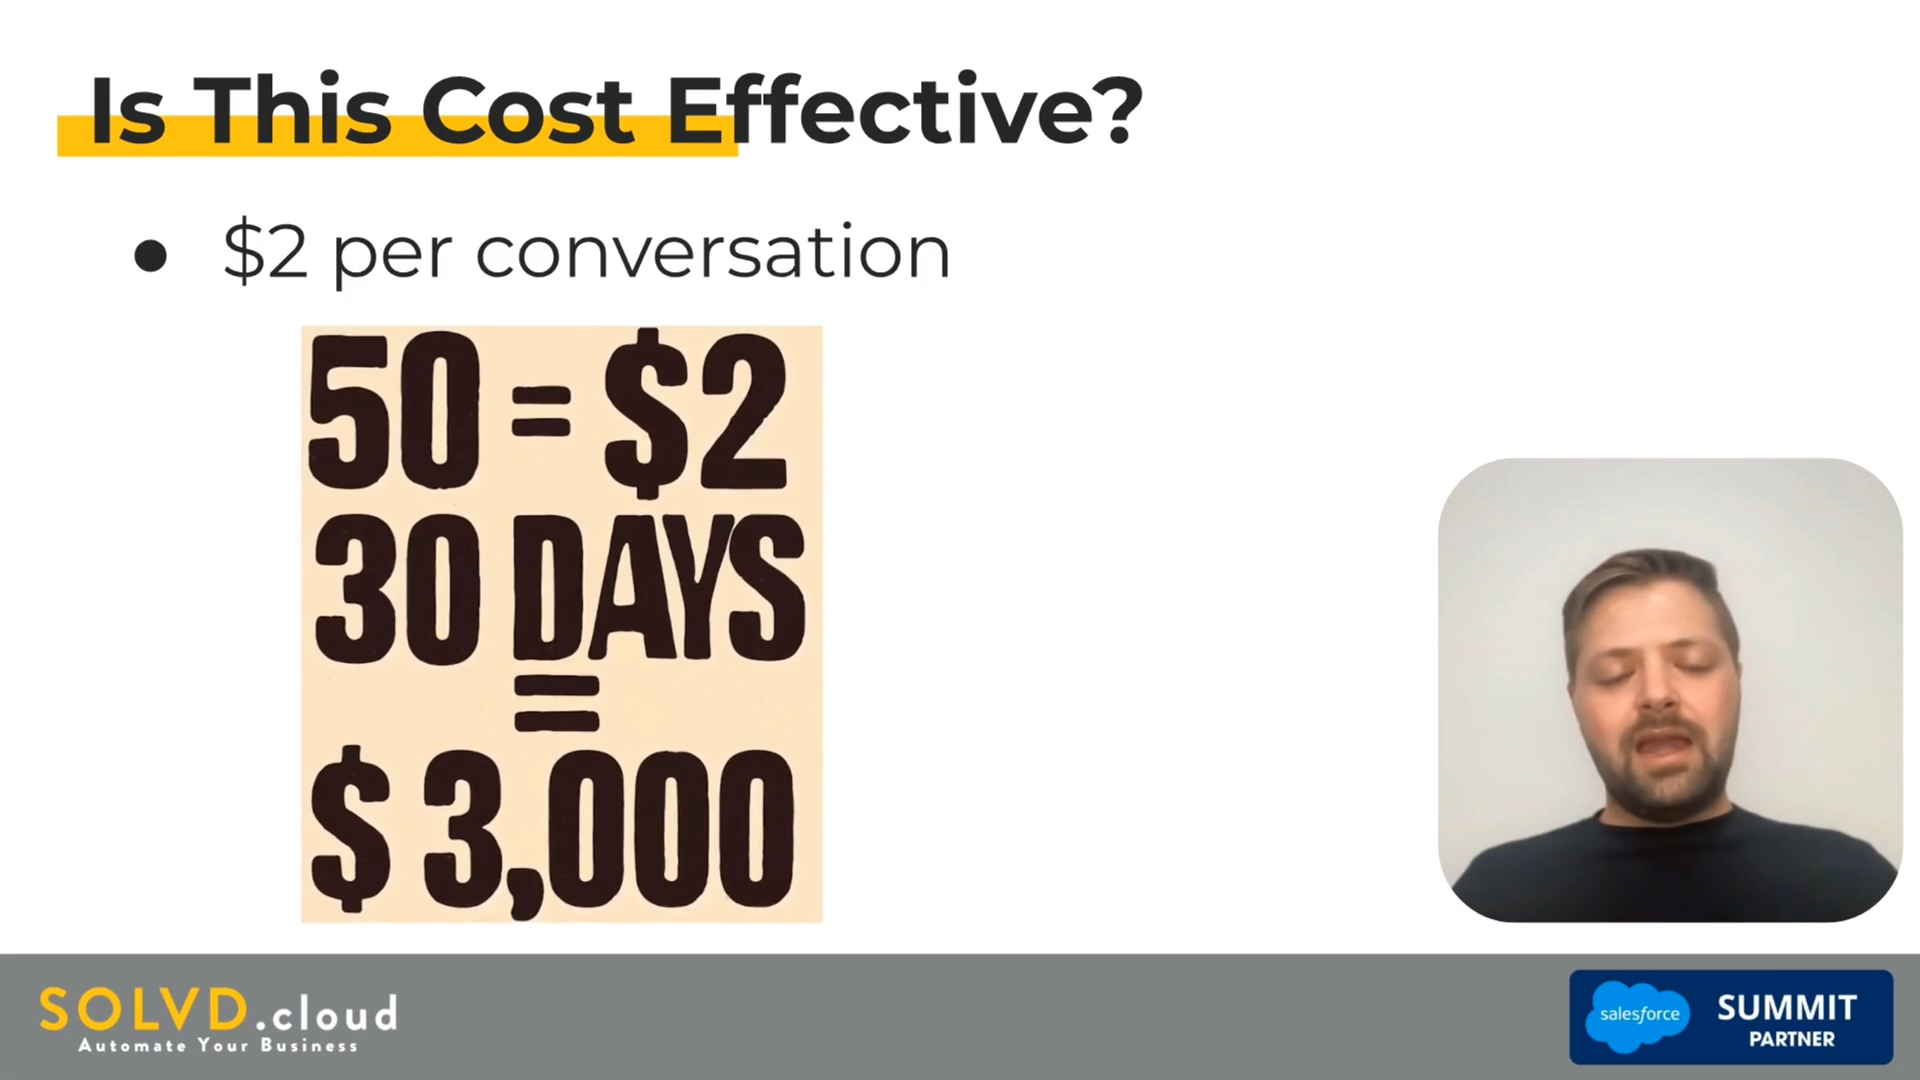 Is This Cost Effective?
● $2 per conversation
50 = $2
30 DAYS
=
$3,000
SOLVD.cloud
Automate Your Business
salesforce
SUMMIT
PARTNER